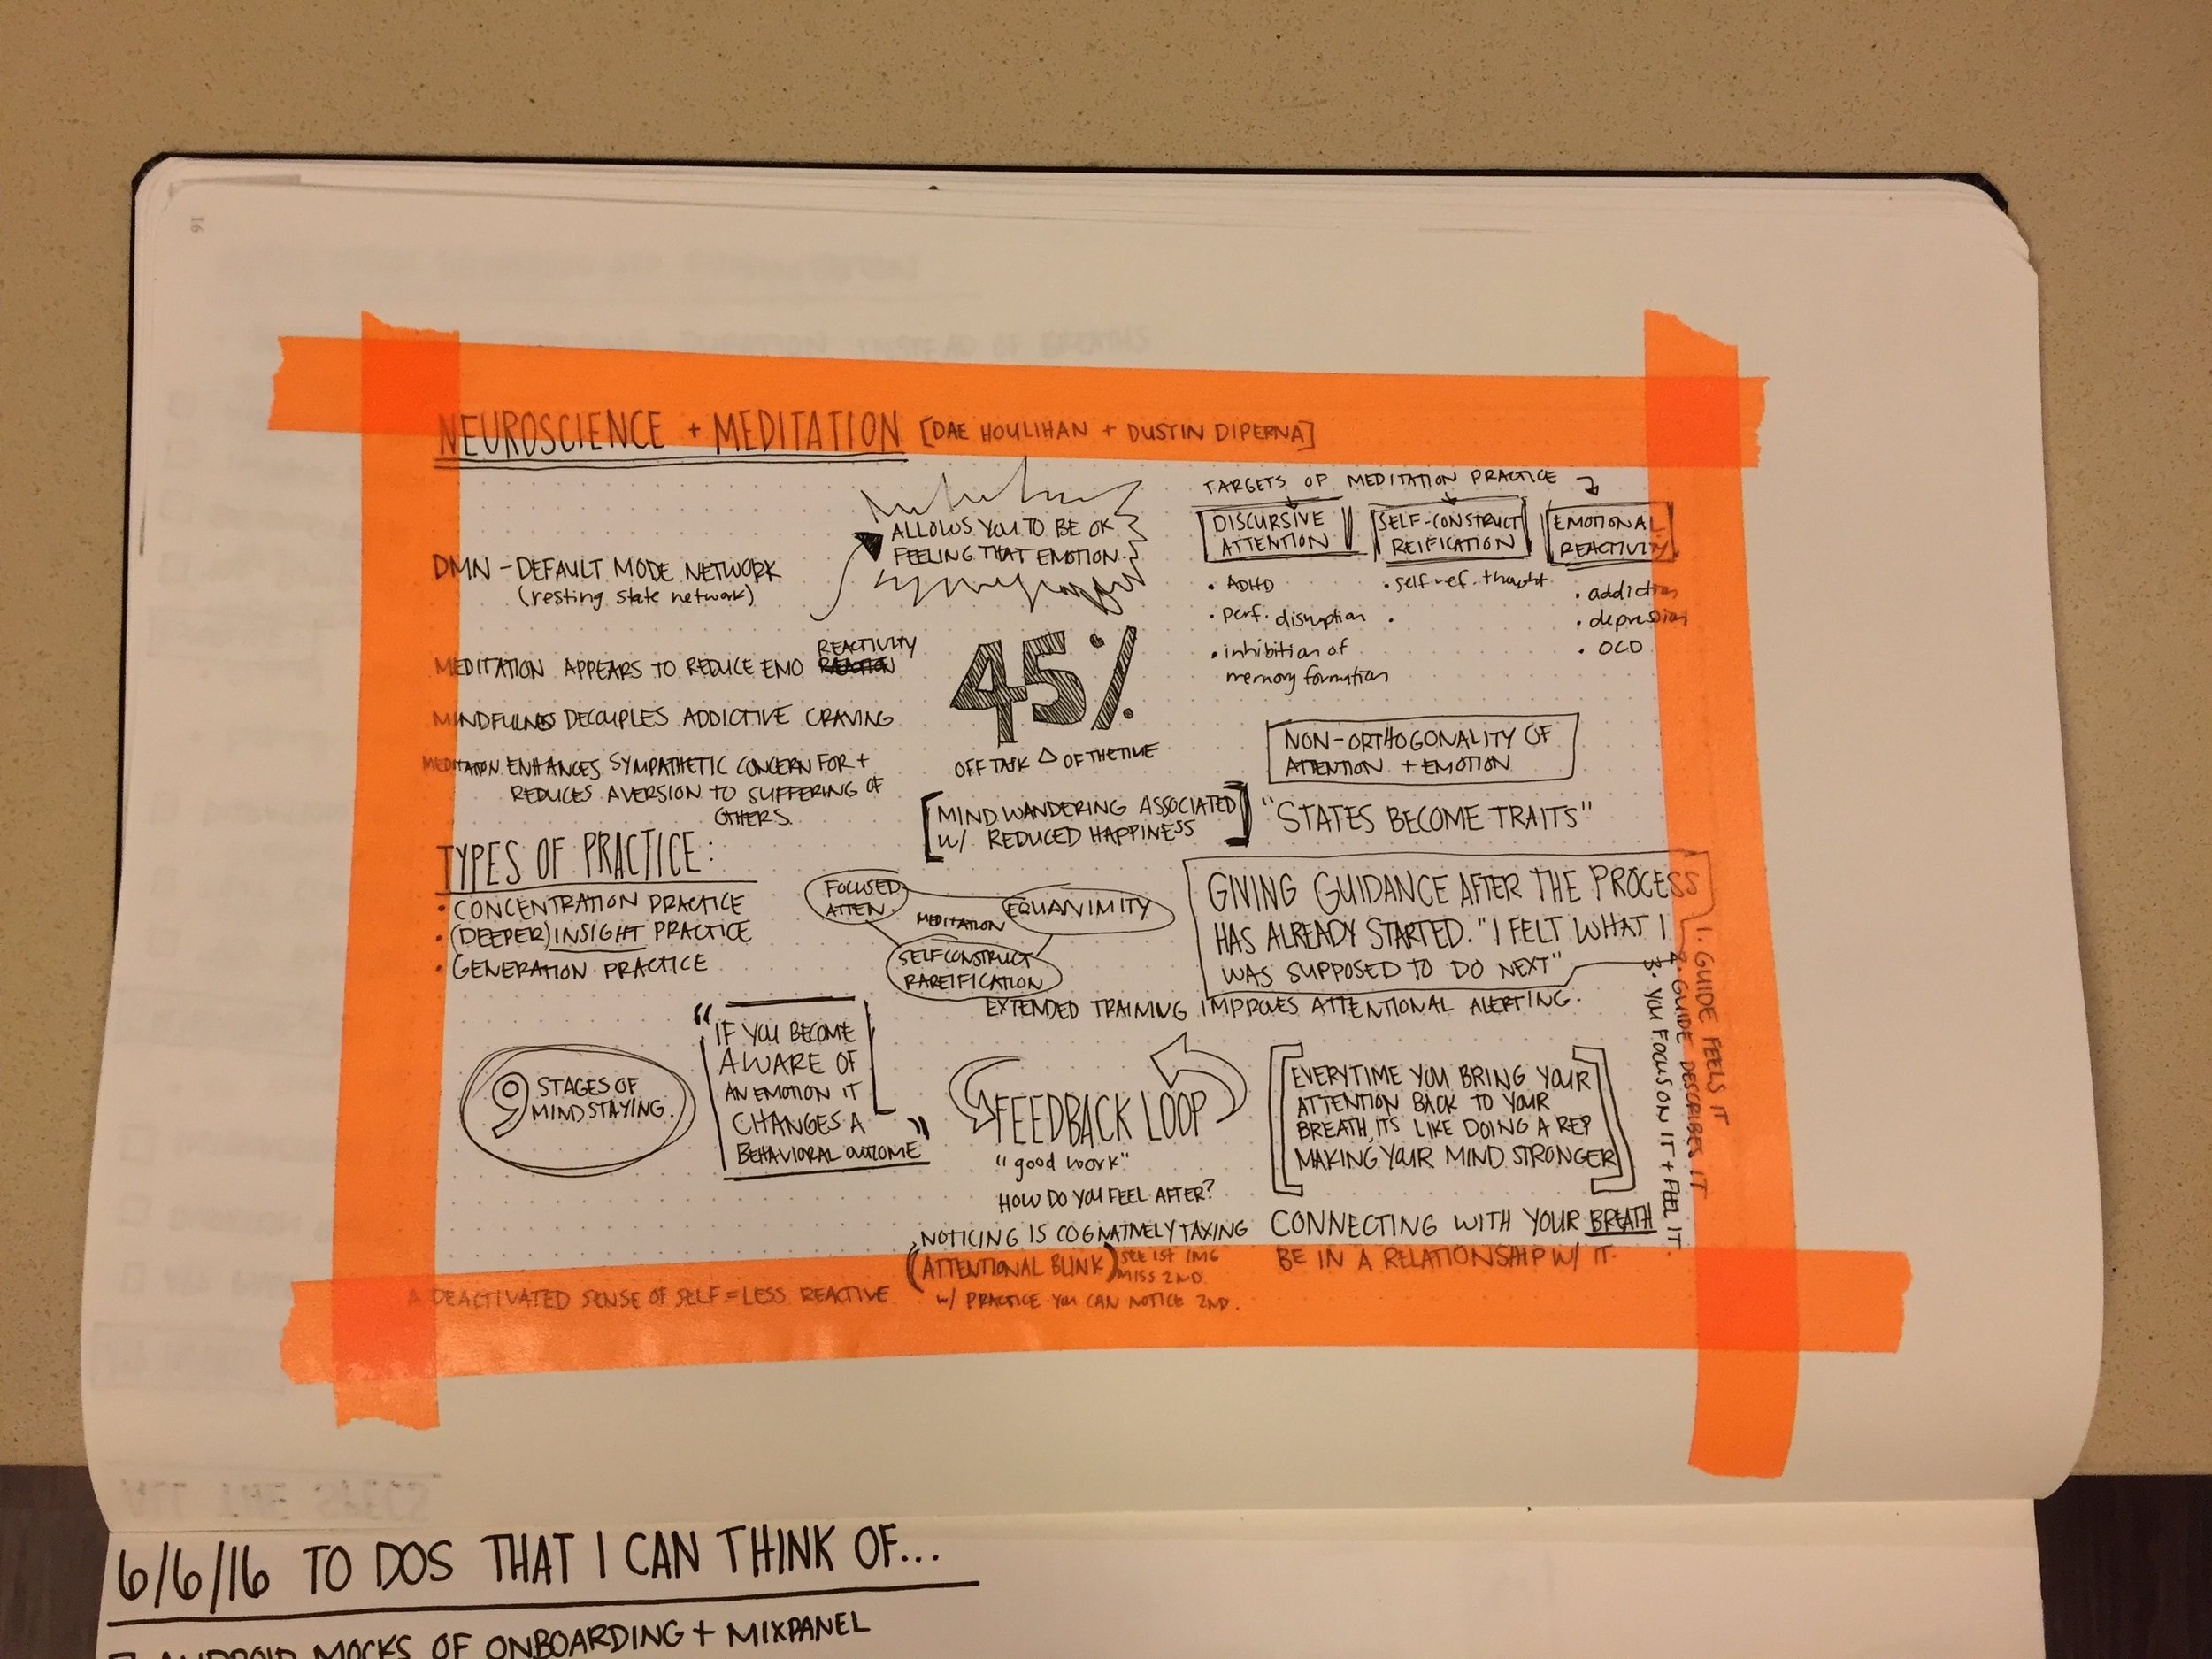 NEUROSCIENCE + MEDITATION [DAE HOULIHAN + DUSTIN DIPERNA]
ALLOWS YOU TO BE OK
FEELING THAT EMOTION.
DMN - DEFAULT MODE NETWORK
(resting state network)
REACTIVITY
MEDITATION APPEARS TO REDUCE EMO REACTION
MINDFULNESS DECOUPLES ADDICTIVE CRAVING
MEDITATION ENHANCES SYMPATHETIC CONCERN FOR +
REDUCES AVERSION TO SUFFERING OF
OTHERS.
45%
OFF TASK Δ OF THE TIME
[MIND WANDERING ASSOCIATED
W/ REDUCED HAPPINESS]
TARGETS OF MEDITATION PRACTICE
DISCURSIVE
ATTENTION
• ADHD
• perf. disruption
• inhibition of
memory formation
SELF-CONSTRUCT
REIFICATION
• self ref. thought
•
EMOTIONAL
REACTIVITY
• addiction
• depression
• OCD
NON-ORTHOGONALITY OF
ATTENTION + EMOTION
"STATES BECOME TRAITS"
TYPES OF PRACTICE:
• CONCENTRATION PRACTICE
• (DEEPER) INSIGHT PRACTICE
• GENERATION PRACTICE
FOCUSED
ATTEN.
MEDITATION
EQUANIMITY
SELF CONSTRUCT
RAREIFICATION
GIVING GUIDANCE AFTER THE PROCESS
HAS ALREADY STARTED. "I FELT WHAT I
WAS SUPPOSED TO DO NEXT"
1. GUIDE FEELS IT
2. GUIDE DESCRIBES IT
3. YOU FOCUS ON IT + FEEL IT.
EXTENDED TRAINING IMPROVES ATTENTIONAL ALERTING.
9 STAGES OF
MIND STAYING.
"IF YOU BECOME
AWARE OF
AN EMOTION IT
CHANGES A
BEHAVIORAL OUTCOME"
FEEDBACK LOOP
"good work"
HOW DO YOU FEEL AFTER?
[EVERYTIME YOU BRING YOUR
ATTENTION BACK TO YOUR
BREATH, ITS LIKE DOING A REP
MAKING YOUR MIND STRONGER]
NOTICING IS COGNATIVELY TAXING
(ATTENTIONAL BLINK) SEE 1ST IMG
MISS 2ND
W/ PRACTICE YOU CAN NOTICE 2ND.
CONNECTING WITH YOUR BREATH
BE IN A RELATIONSHIP W/ IT.
A DEACTIVATED SENSE OF SELF = LESS REACTIVE
6/6/16 TO DOS THAT I CAN THINK OF...
ANDROID MOCKS OF ONBOARDING + MIXPANEL